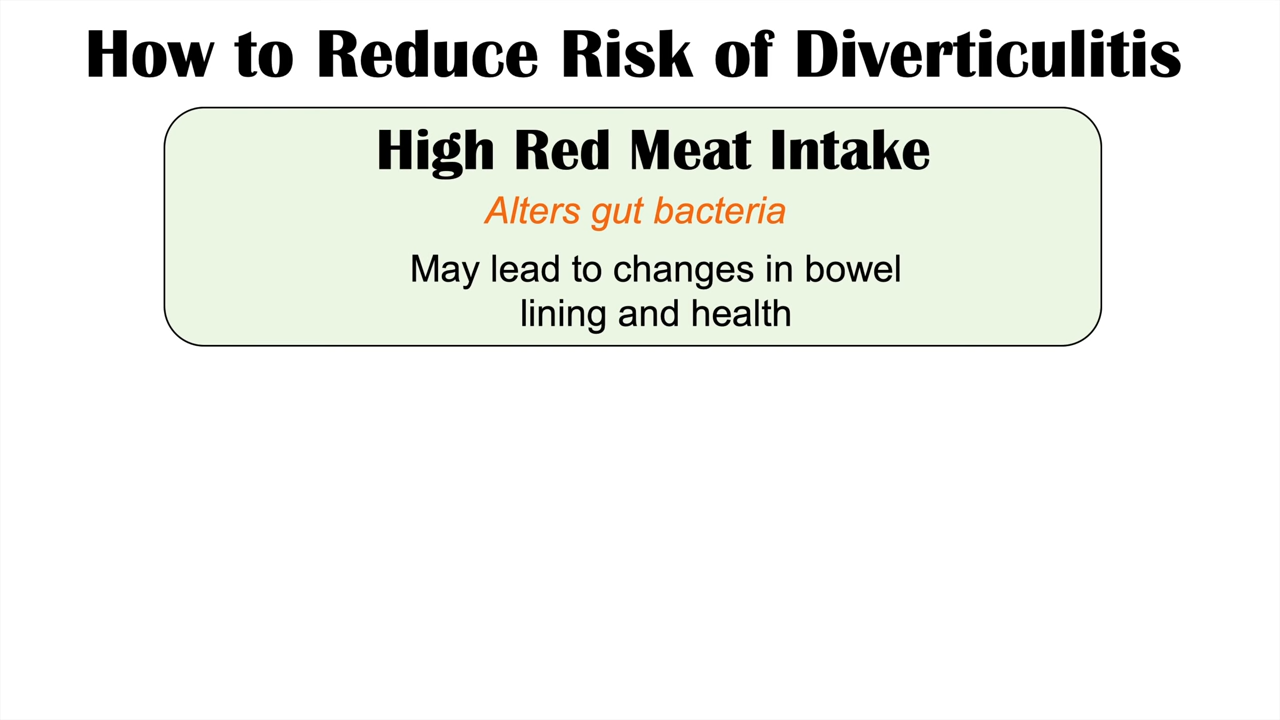 How to Reduce Risk of Diverticulitis
High Red Meat Intake
Alters gut bacteria
May lead to changes in bowel
lining and health